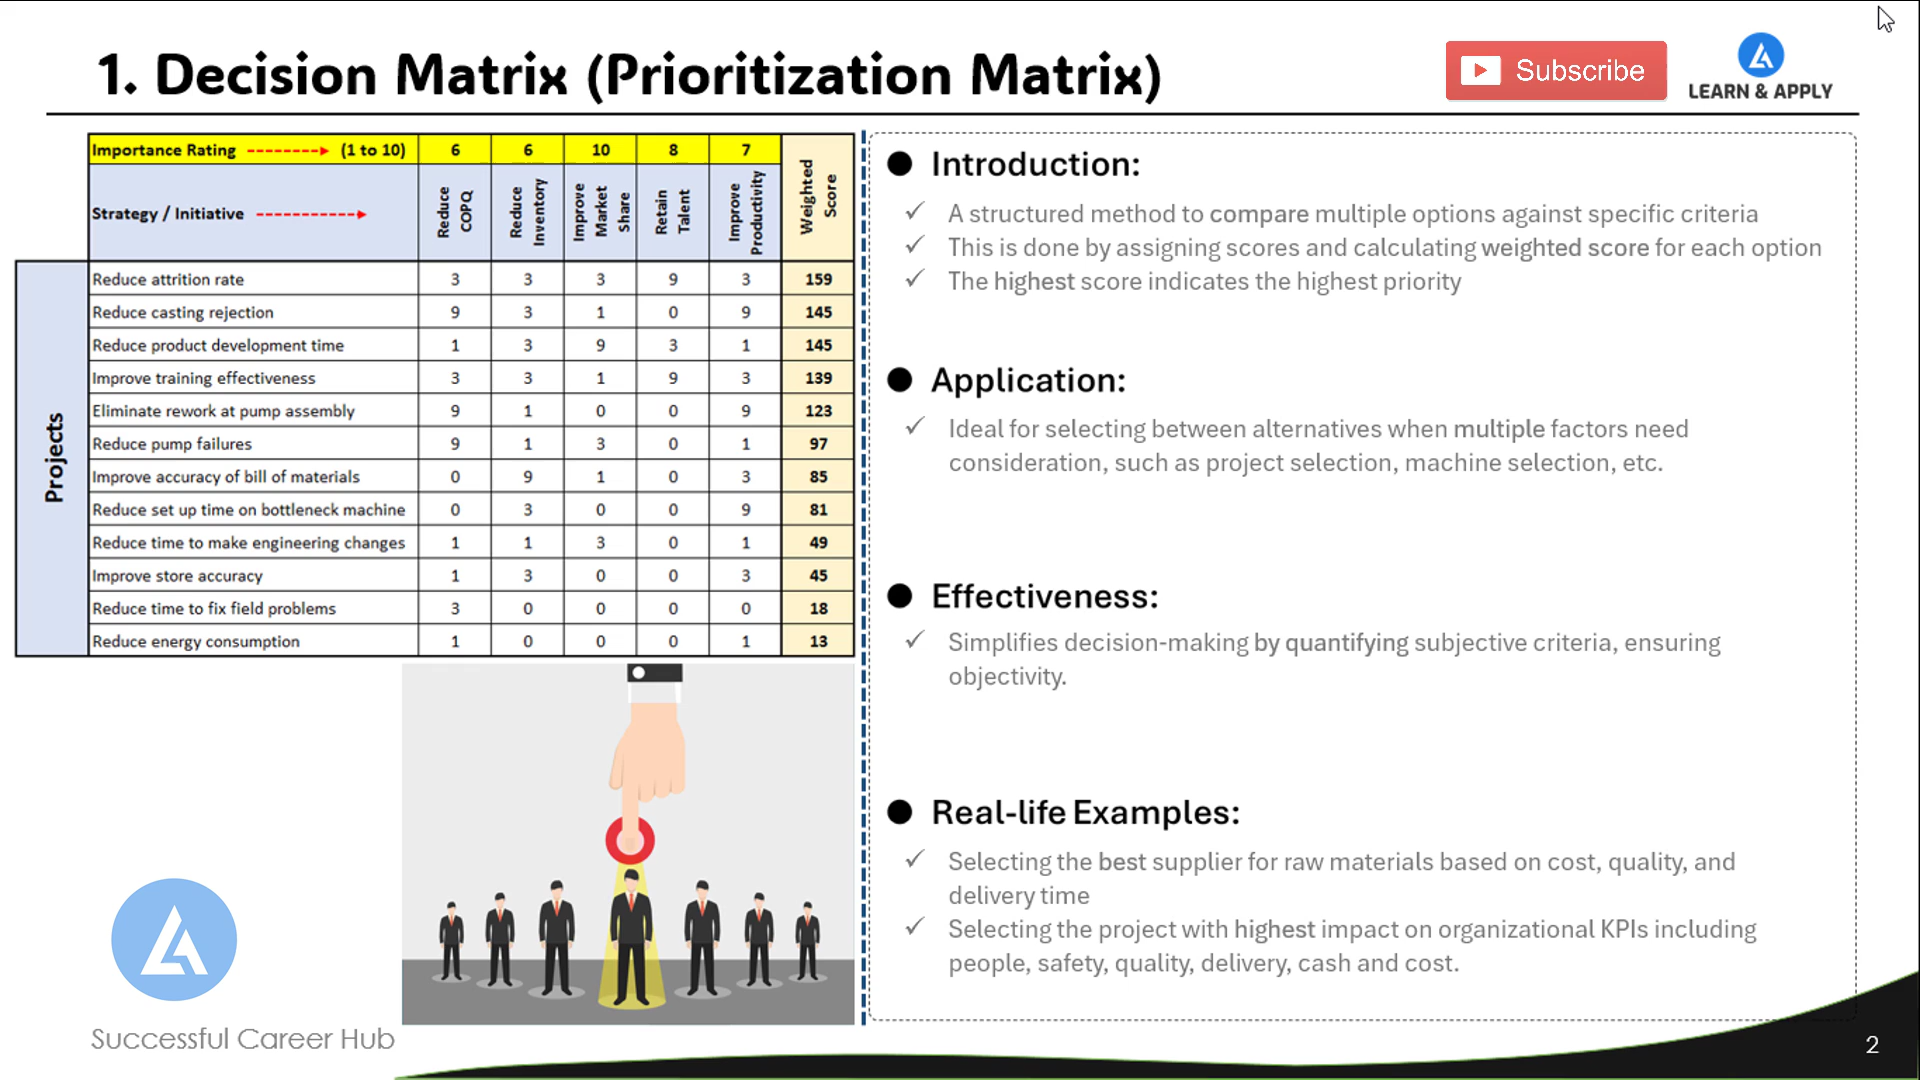 1. Decision Matrix (Prioritization Matrix)
Subscribe
LEARN & APPLY
Importance Rating (1 to 10) 6 6 10 8 7 Weighted Score
Strategy / Initiative Reduce COPQ Reduce Inventory Improve Market Share Retain Talent Improve Productivity
Projects
Reduce attrition rate 3 3 3 9 3 159
Reduce casting rejection 9 3 1 0 9 145
Reduce product development time 1 3 9 3 1 145
Improve training effectiveness 3 3 1 9 3 139
Eliminate rework at pump assembly 9 1 0 0 9 123
Reduce pump failures 9 1 3 0 1 97
Improve accuracy of bill of materials 0 9 1 0 3 85
Reduce set up time on bottleneck machine 0 3 0 0 9 81
Reduce time to make engineering changes 1 1 3 0 1 49
Improve store accuracy 1 3 0 0 3 45
Reduce time to fix field problems 3 0 0 0 0 18
Reduce energy consumption 1 0 0 0 1 13
Successful Career Hub
● Introduction:
✓ A structured method to compare multiple options against specific criteria
✓ This is done by assigning scores and calculating weighted score for each option
✓ The highest score indicates the highest priority
● Application:
✓ Ideal for selecting between alternatives when multiple factors need
consideration, such as project selection, machine selection, etc.
● Effectiveness:
✓ Simplifies decision-making by quantifying subjective criteria, ensuring
objectivity.
● Real-life Examples:
✓ Selecting the best supplier for raw materials based on cost, quality, and
delivery time
✓ Selecting the project with highest impact on organizational KPIs including
people, safety, quality, delivery, cash and cost.
2